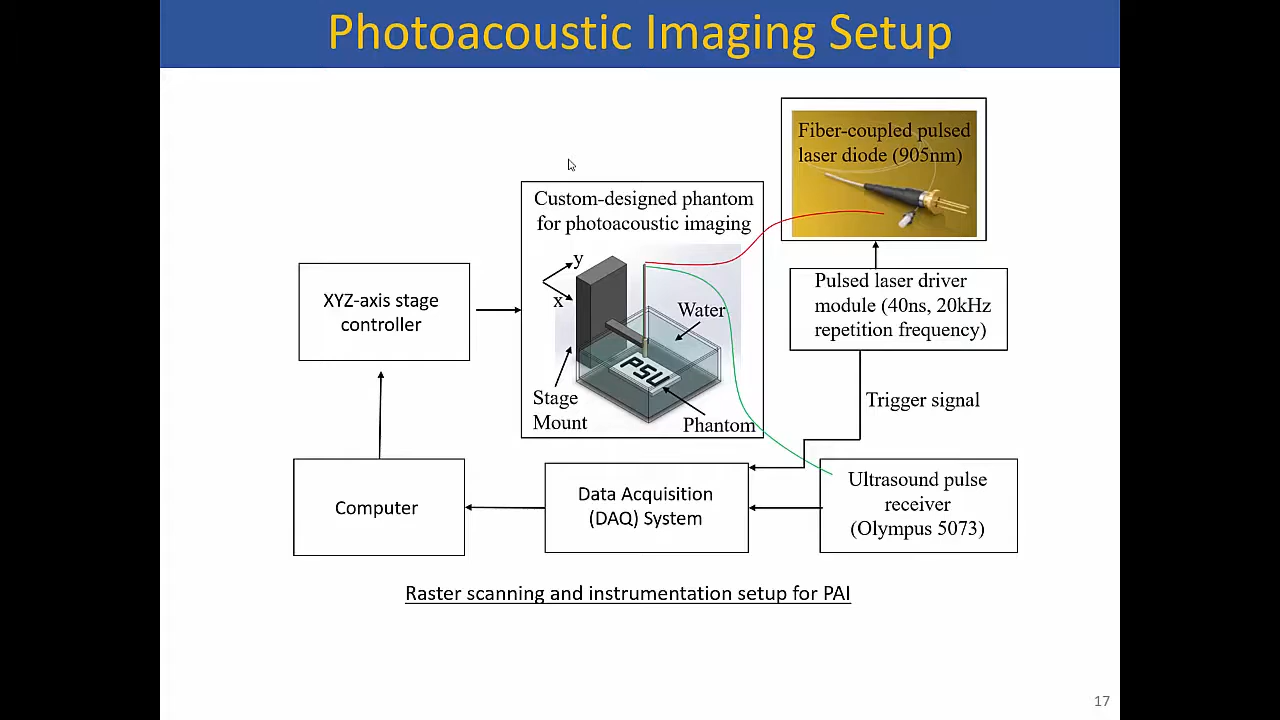 Photoacoustic Imaging Setup
Fiber-coupled pulsed
laser diode (905nm)
Custom-designed phantom
for photoacoustic imaging
y
x
Water
PSU
Stage
Mount
Phantom
XYZ-axis stage
controller
Pulsed laser driver
module (40ns, 20kHz
repetition frequency)
Trigger signal
Computer
Data Acquisition
(DAQ) System
Ultrasound pulse
receiver
(Olympus 5073)
Raster scanning and instrumentation setup for PAI
17